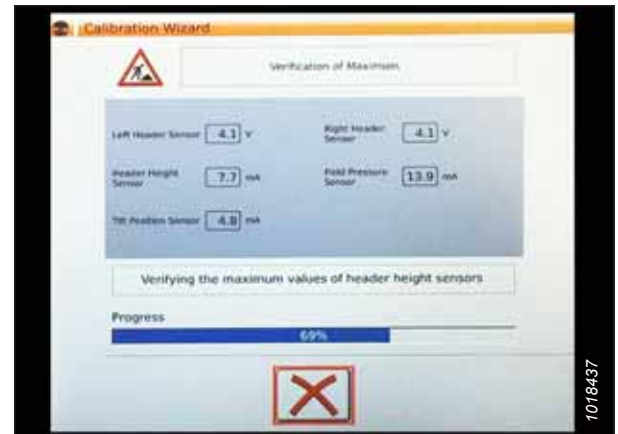 Calibration Wizard
Verification of Maximum
Left Header Sensor 4.1 V
Right Header
Sensor 4.1 V
Header Height
Sensor 7.7 mA
Field Pressure
Sensor 13.9 mA
Tilt Position Sensor 4.8 mA
Verifying the maximum values of header height sensors
Progress
69%
1018437